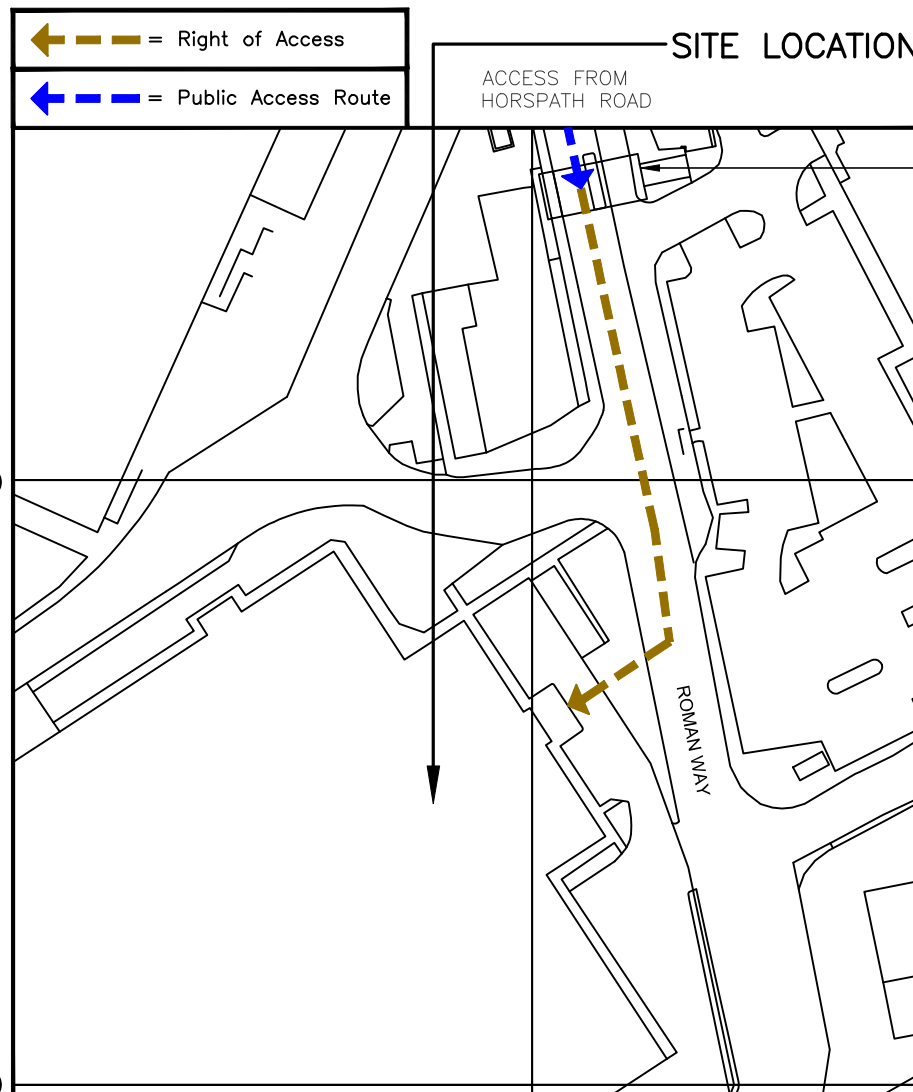 = Right of Access
= Public Access Route
SITE LOCATION
ACCESS FROM
HORSPATH ROAD
ROMAN WAY